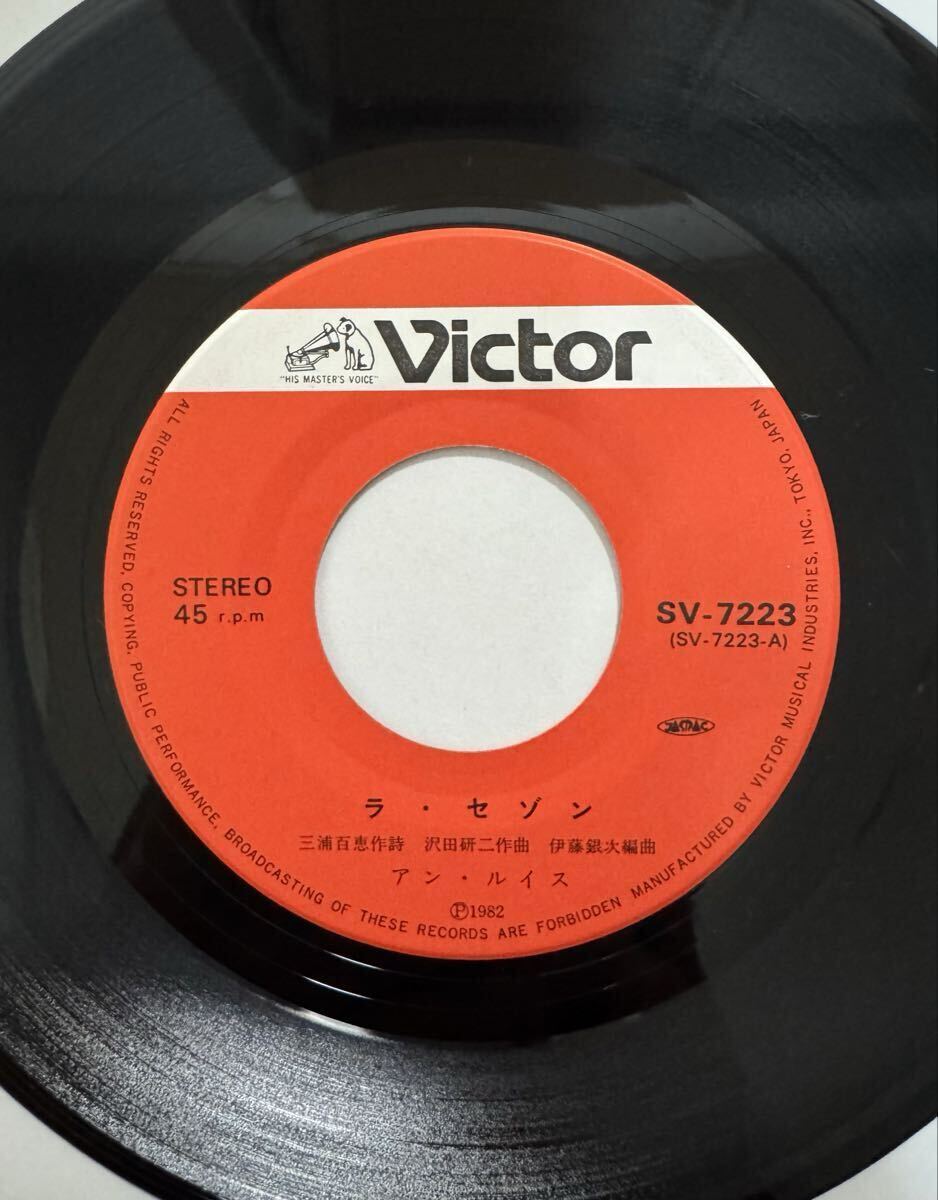 Victor
"HIS MASTER'S VOICE"
STEREO
45 r.p.m
SV-7223
(SV-7223-A)
JASRAC
ラ・セゾン
三浦百恵作詩 沢田研二作曲 伊藤銀次編曲
アン・ルイス
Ⓟ1982
ALL RIGHTS RESERVED, COPYING, PUBLIC PERFORMANCE, BROADCASTING OF THESE RECORDS ARE FORBIDDEN MANUFACTURED BY VICTOR MUSICAL INDUSTRIES, INC., TOKYO, JAPAN